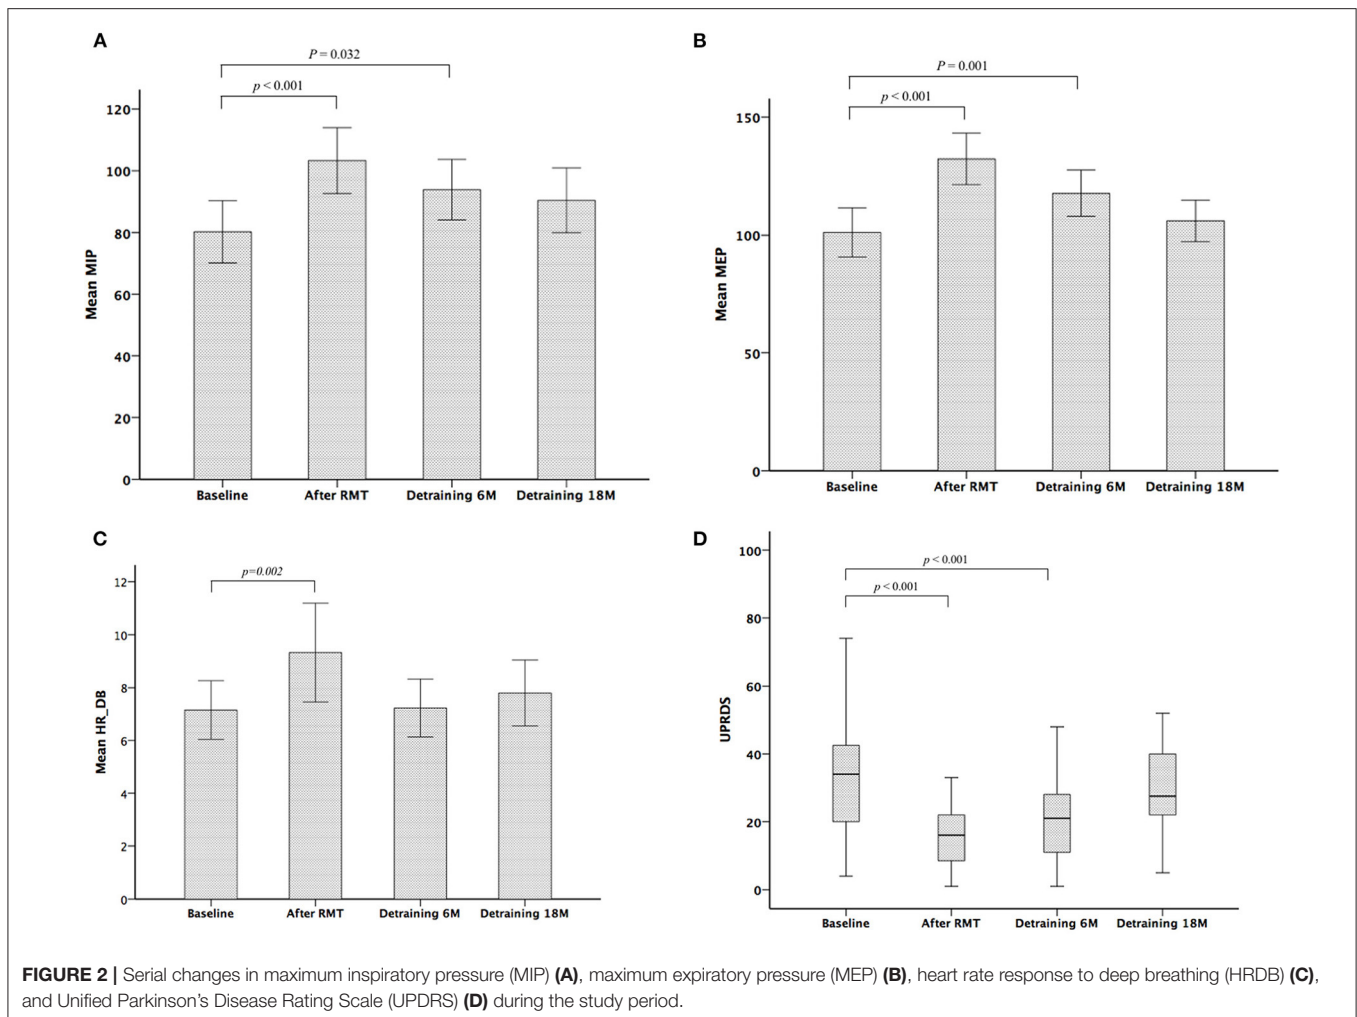 A
P = 0.032
p < 0.001
120
100
80
60
40
20
0
Mean MIP
Baseline After RMT Detraining 6M Detraining 18M
B
P = 0.001
p < 0.001
150
100
50
0
Mean MEP
Baseline After RMT Detraining 6M Detraining 18M
C
p=0.002
12
10
8
6
4
2
0
Mean HR_DB
Baseline After RMT Detraining 6M Detraining 18M
D
p < 0.001
p < 0.001
100
80
60
40
20
0
UPRDS
Baseline After RMT Detraining 6M Detraining 18M
FIGURE 2 | Serial changes in maximum inspiratory pressure (MIP) (A), maximum expiratory pressure (MEP) (B), heart rate response to deep breathing (HRDB) (C),
and Unified Parkinson's Disease Rating Scale (UPDRS) (D) during the study period.